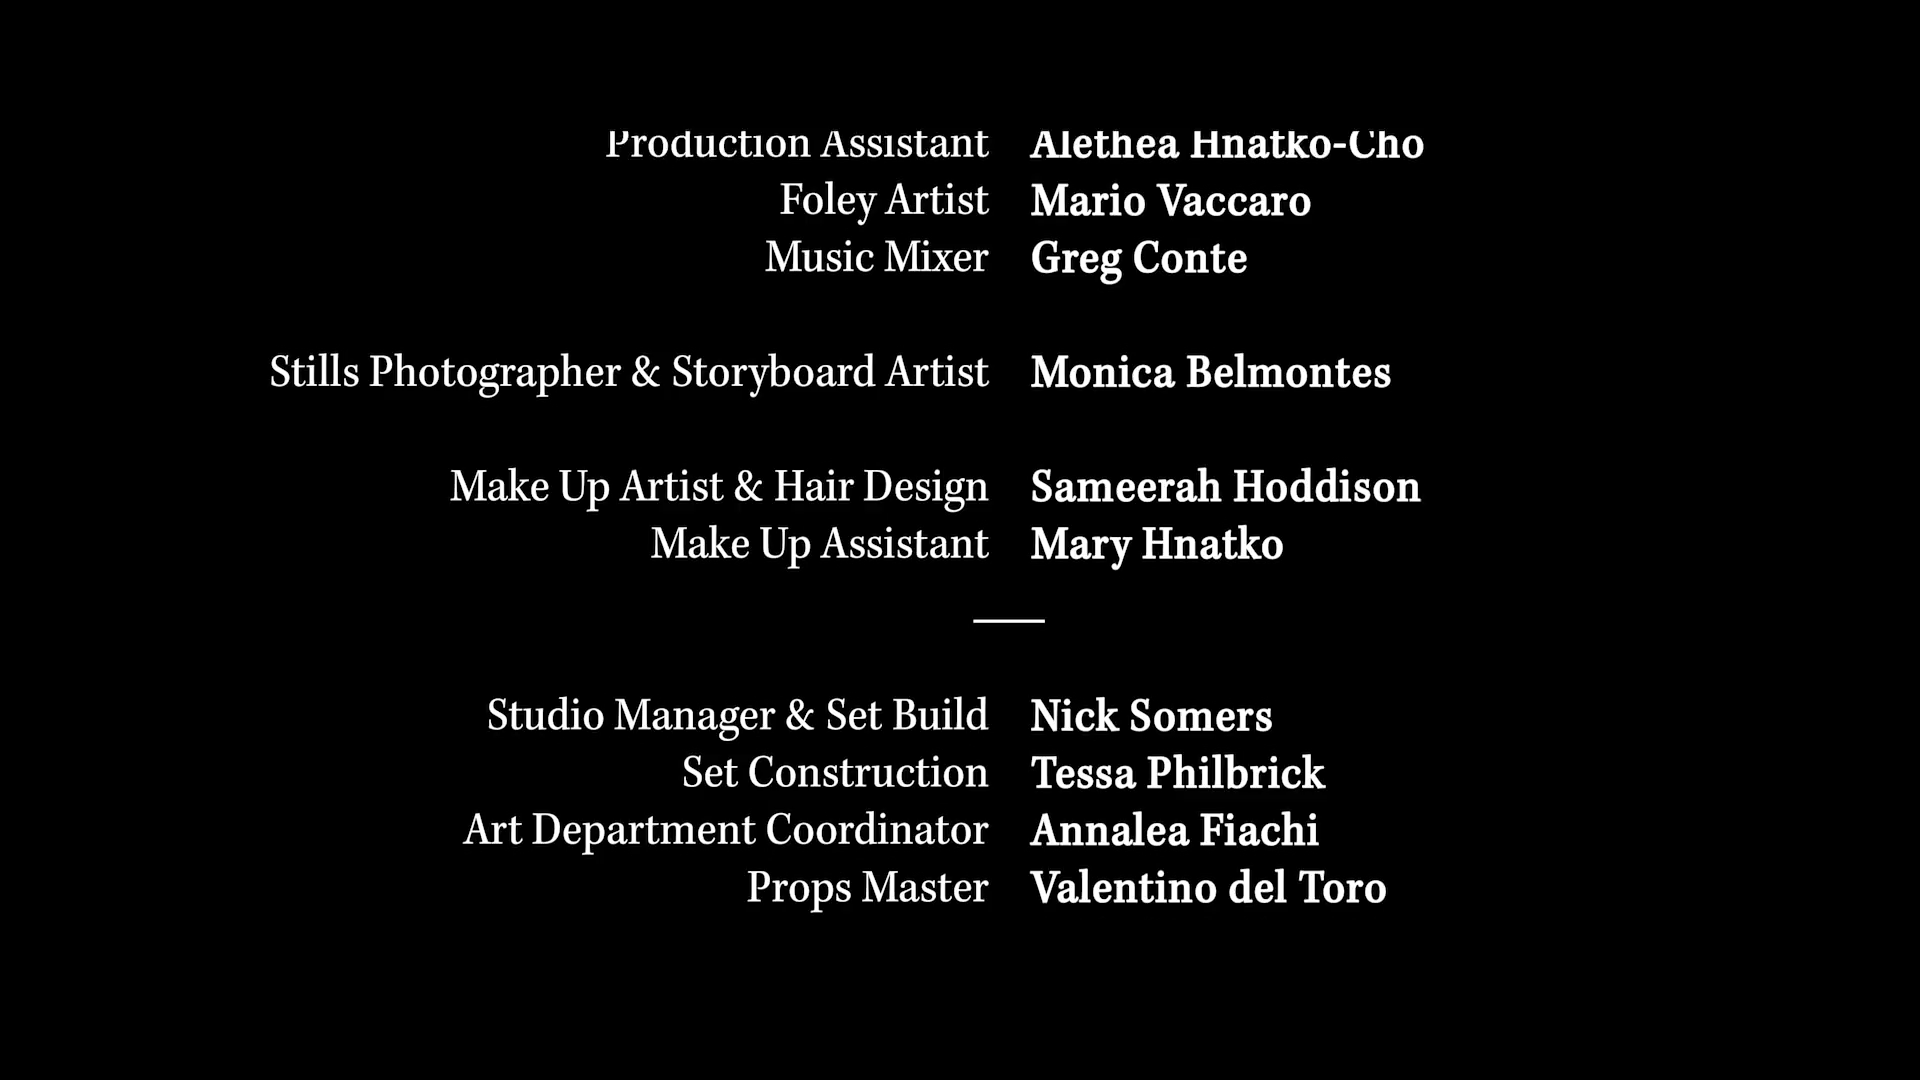 Production Assistant Alethea Hnatko-Cho
Foley Artist Mario Vaccaro
Music Mixer Greg Conte
Stills Photographer & Storyboard Artist Monica Belmontes
Make Up Artist & Hair Design Sameerah Hoddison
Make Up Assistant Mary Hnatko
Studio Manager & Set Build Nick Somers
Set Construction Tessa Philbrick
Art Department Coordinator Annalea Fiachi
Props Master Valentino del Toro